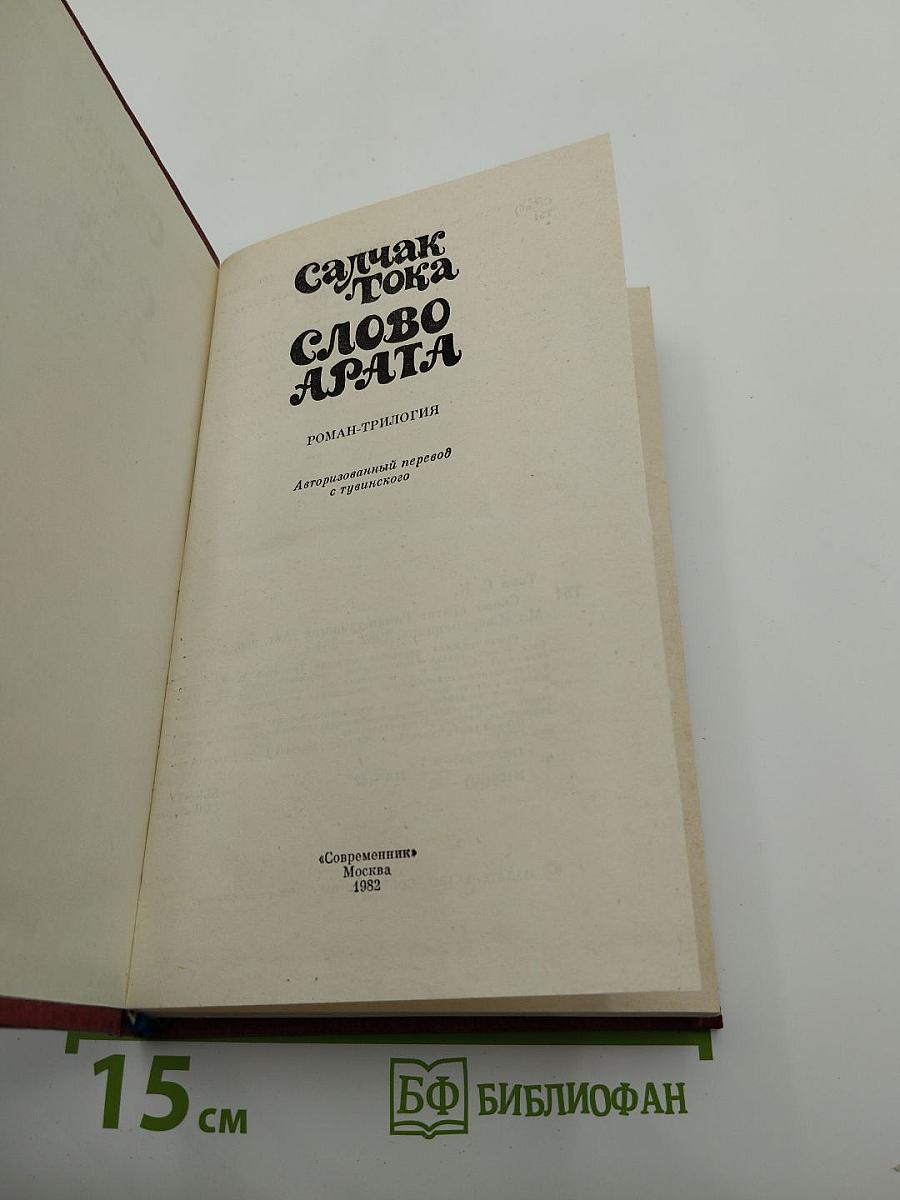 Салчак
Тока
СЛОВО
АРАТА
РОМАН-ТРИЛОГИЯ
Авторизованный перевод
с тувинского
«Современник»
Москва
1982
15 см
БФ БИБЛИОФАН